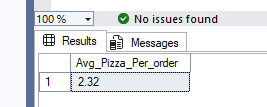 100 %
No issues found
Results
Messages
Avg_Pizza_Per_order
1 2.32